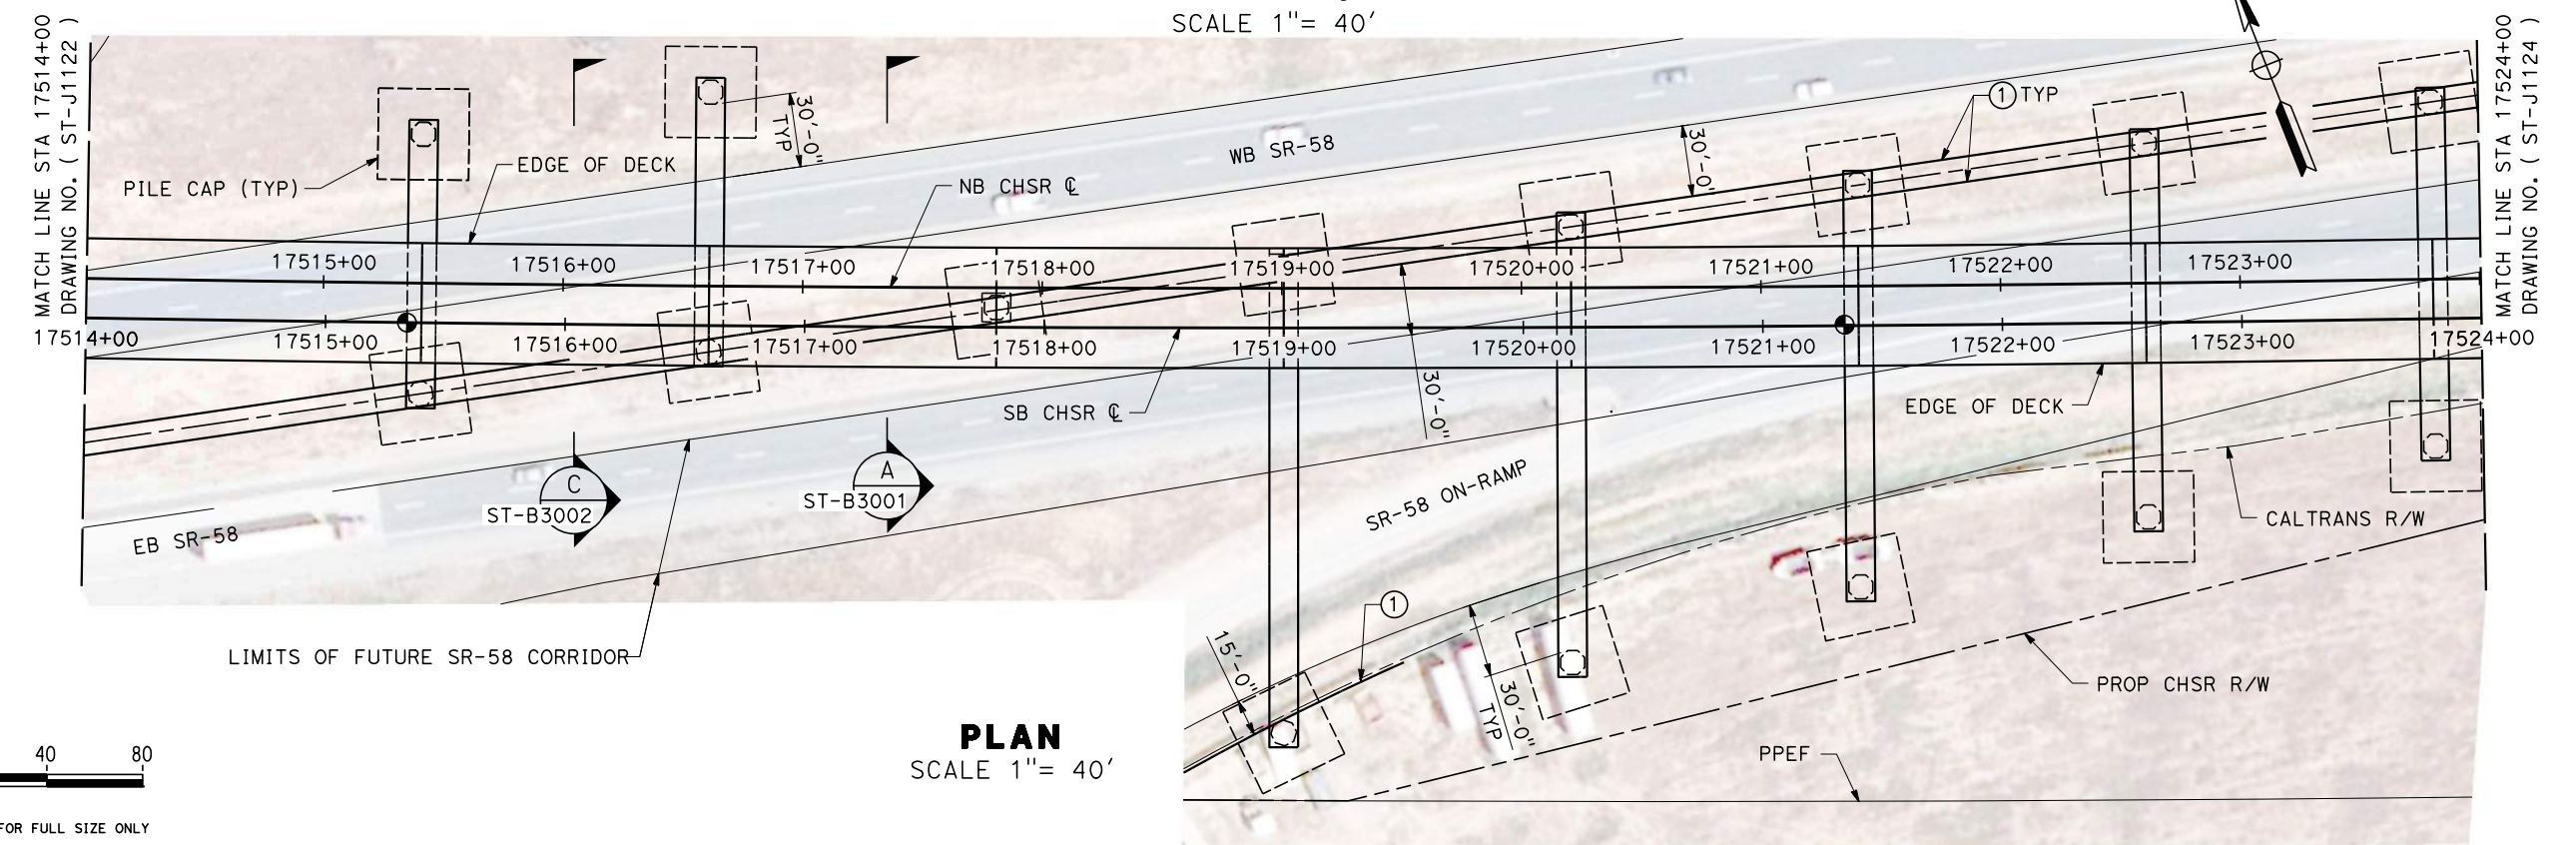 SCALE 1"= 40'
MATCH LINE STA 17514+00
DRAWING NO. ( ST-J1122 )
PILE CAP (TYP)
EDGE OF DECK
30'-0"
TYP
NB CHSR ℄
WB SR-58
30'-0"
1 TYP
MATCH LINE STA 17524+00
DRAWING NO. ( ST-J1124 )
17515+00
17516+00
17517+00
17518+00
17519+00
17520+00
17521+00
17522+00
17523+00
17514+00
17515+00
17516+00
17517+00
17518+00
17519+00
17520+00
17521+00
17522+00
17523+00
17524+00
SB CHSR ℄
30'-0"
EDGE OF DECK
C
ST-B3002
A
ST-B3001
EB SR-58
SR-58 ON-RAMP
CALTRANS R/W
LIMITS OF FUTURE SR-58 CORRIDOR
1
15'-0"
30'-0"
TYP
PROP CHSR R/W
PLAN
SCALE 1"= 40'
PPEF
40 80
FOR FULL SIZE ONLY